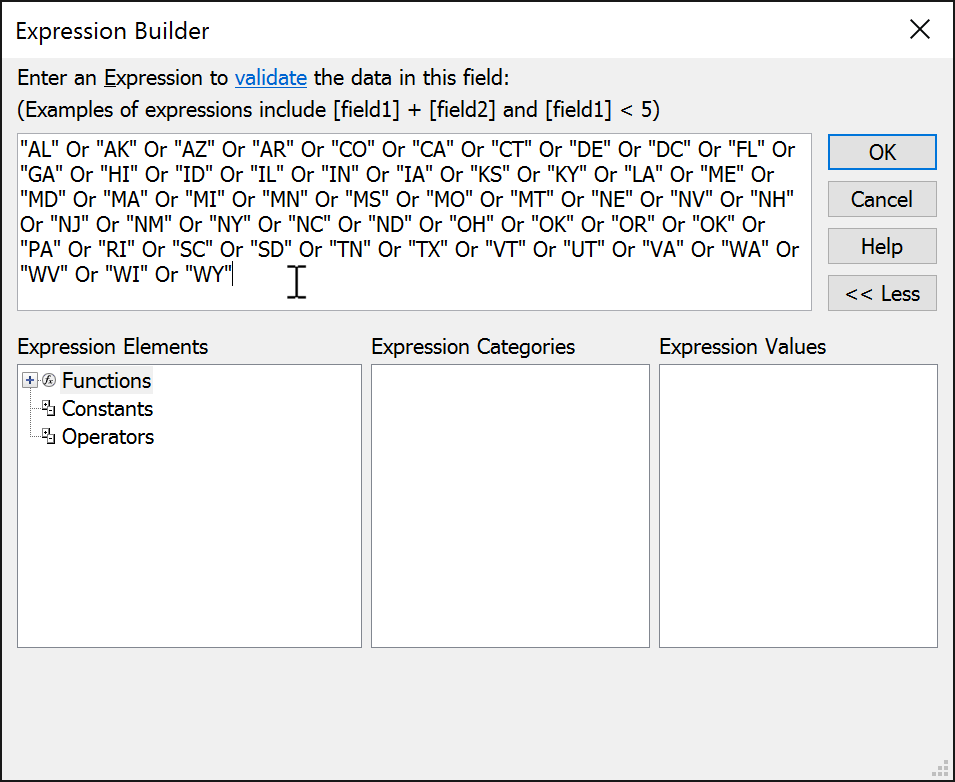 Expression Builder
Enter an Expression to validate the data in this field:
(Examples of expressions include [field1] + [field2] and [field1] < 5)
"AL" Or "AK" Or "AZ" Or "AR" Or "CO" Or "CA" Or "CT" Or "DE" Or "DC" Or "FL" Or
"GA" Or "HI" Or "ID" Or "IL" Or "IN" Or "IA" Or "KS" Or "KY" Or "LA" Or "ME" Or
"MD" Or "MA" Or "MI" Or "MN" Or "MS" Or "MO" Or "MT" Or "NE" Or "NV" Or "NH"
Or "NJ" Or "NM" Or "NY" Or "NC" Or "ND" Or "OH" Or "OK" Or "OR" Or "OK" Or
"PA" Or "RI" Or "SC" Or "SD" Or "TN" Or "TX" Or "VT" Or "UT" Or "VA" Or "WA" Or
"WV" Or "WI" Or "WY"
OK
Cancel
Help
<< Less
Expression Elements
Functions
Constants
Operators
Expression Categories
Expression Values